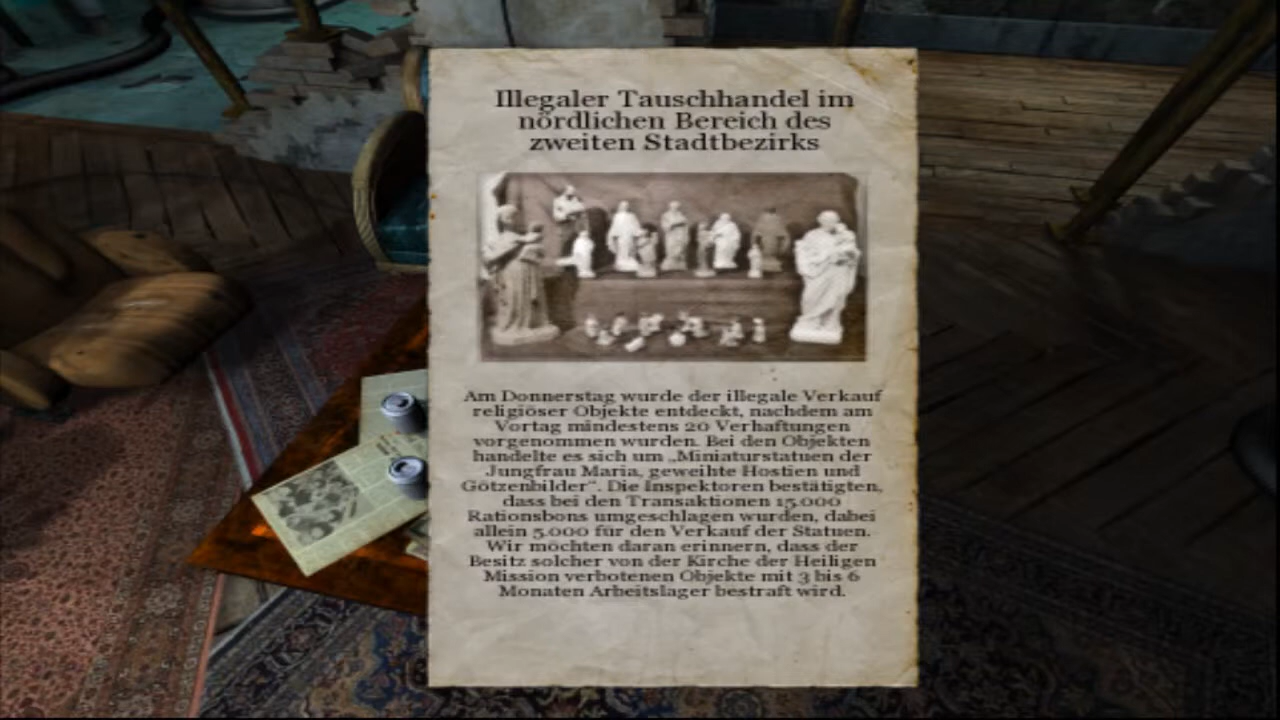 Illegaler Tauschhandel im
nördlichen Bereich des
zweiten Stadtbezirks
Am Donnerstag wurde der illegale Verkauf
religiöser Objekte entdeckt, nachdem am
Vortag mindestens 20 Verhaftungen
vorgenommen wurden. Bei den Objekten
handelte es sich um „Miniaturstatuen der
Jungfrau Maria, geweihte Hostien und
Götzenbilder“. Die Inspektoren bestätigten,
dass bei den Transaktionen 15.000
Rationsbons umgeschlagen wurden, dabei
allein 5.000 für den Verkauf der Statuen.
Wir möchten daran erinnern, dass der
Besitz solcher von der Kirche der Heiligen
Mission verbotenen Objekte mit 3 bis 6
Monaten Arbeitslager bestraft wird.